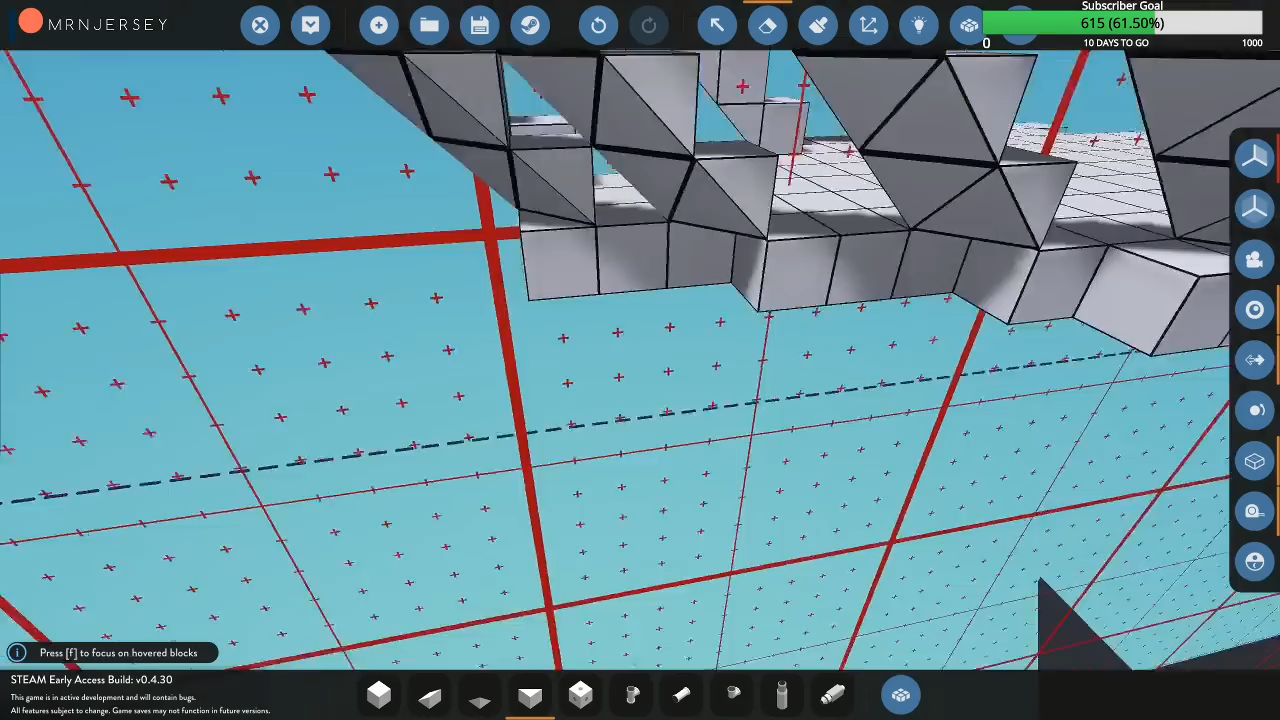 MRNJERSEY
Subscriber Goal
615 (61.50%)
0
10 DAYS TO GO
1000
Press [f] to focus on hovered blocks
STEAM Early Access Build: v0.4.30
This game is in active development and will contain bugs.
All features subject to change. Game saves may not function in future versions.